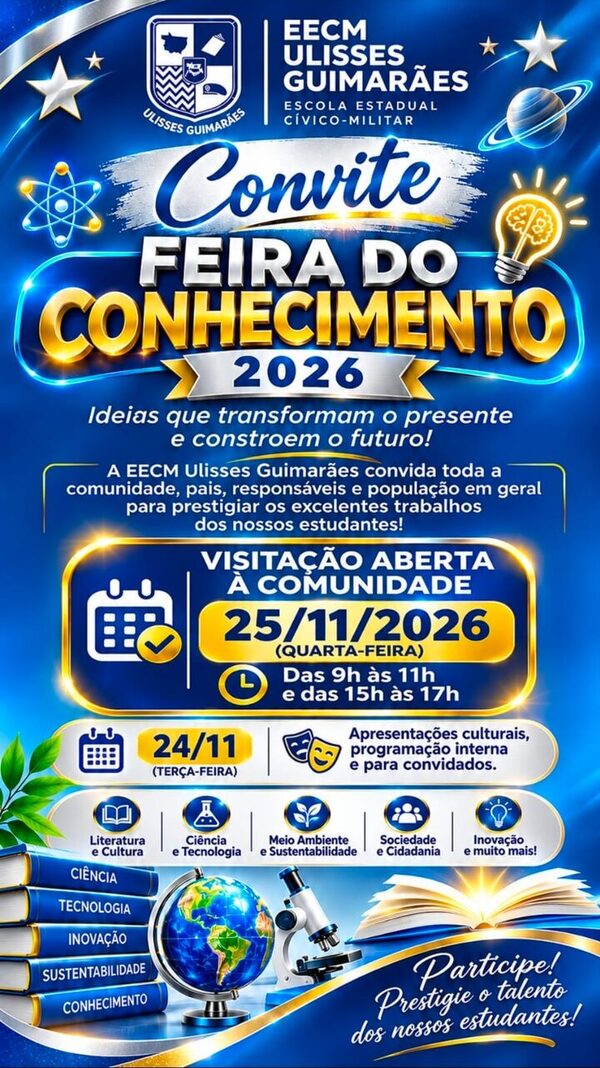 ULISSES GUIMARÃES
EECM
ULISSES
GUIMARÃES
ESCOLA ESTADUAL
CÍVICO-MILITAR
Convite
FEIRA DO
CONHECIMENTO
2026
Ideias que transformam o presente
e constroem o futuro!
A EECM Ulisses Guimarães convida toda a
comunidade, pais, responsáveis e população em geral
para prestigiar os excelentes trabalhos
dos nossos estudantes!
VISITAÇÃO ABERTA
À COMUNIDADE
25/11/2026
(QUARTA-FEIRA)
Das 9h às 11h
e das 15h às 17h
24/11
(TERÇA-FEIRA)
Apresentações culturais,
programação interna
e para convidados.
Literatura
e Cultura
Ciência
e Tecnologia
Meio Ambiente
e Sustentabilidade
Sociedade
e Cidadania
Inovação
e muito mais!
CIÊNCIA
TECNOLOGIA
INOVAÇÃO
SUSTENTABILIDADE
CONHECIMENTO
Participe!
Prestigie o talento
dos nossos estudantes!